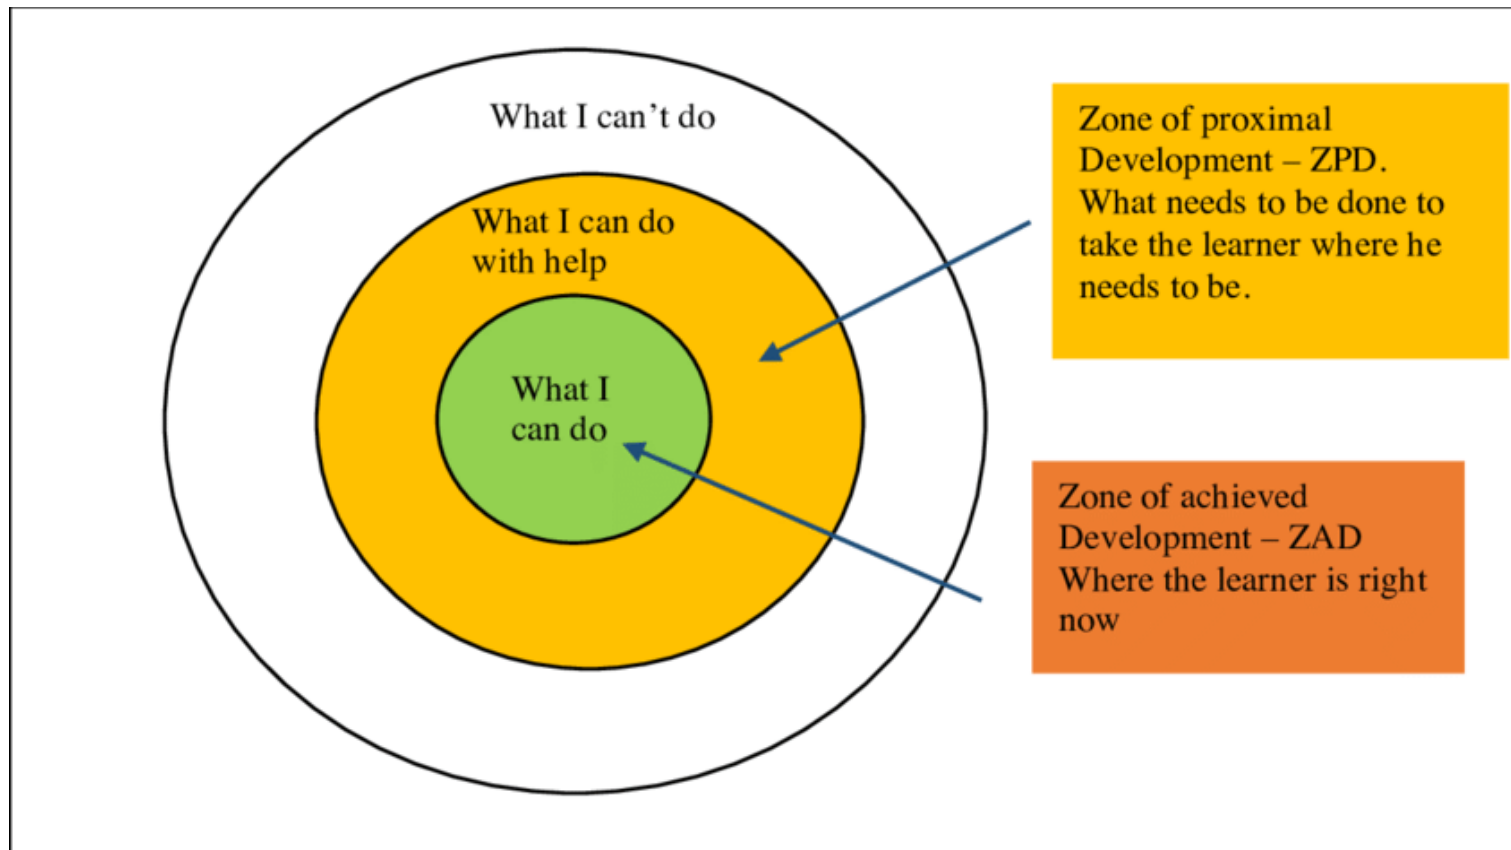 What I can't do
What I can do
with help
What I
can do
Zone of proximal
Development – ZPD.
What needs to be done to
take the learner where he
needs to be.
Zone of achieved
Development – ZAD
Where the learner is right
now